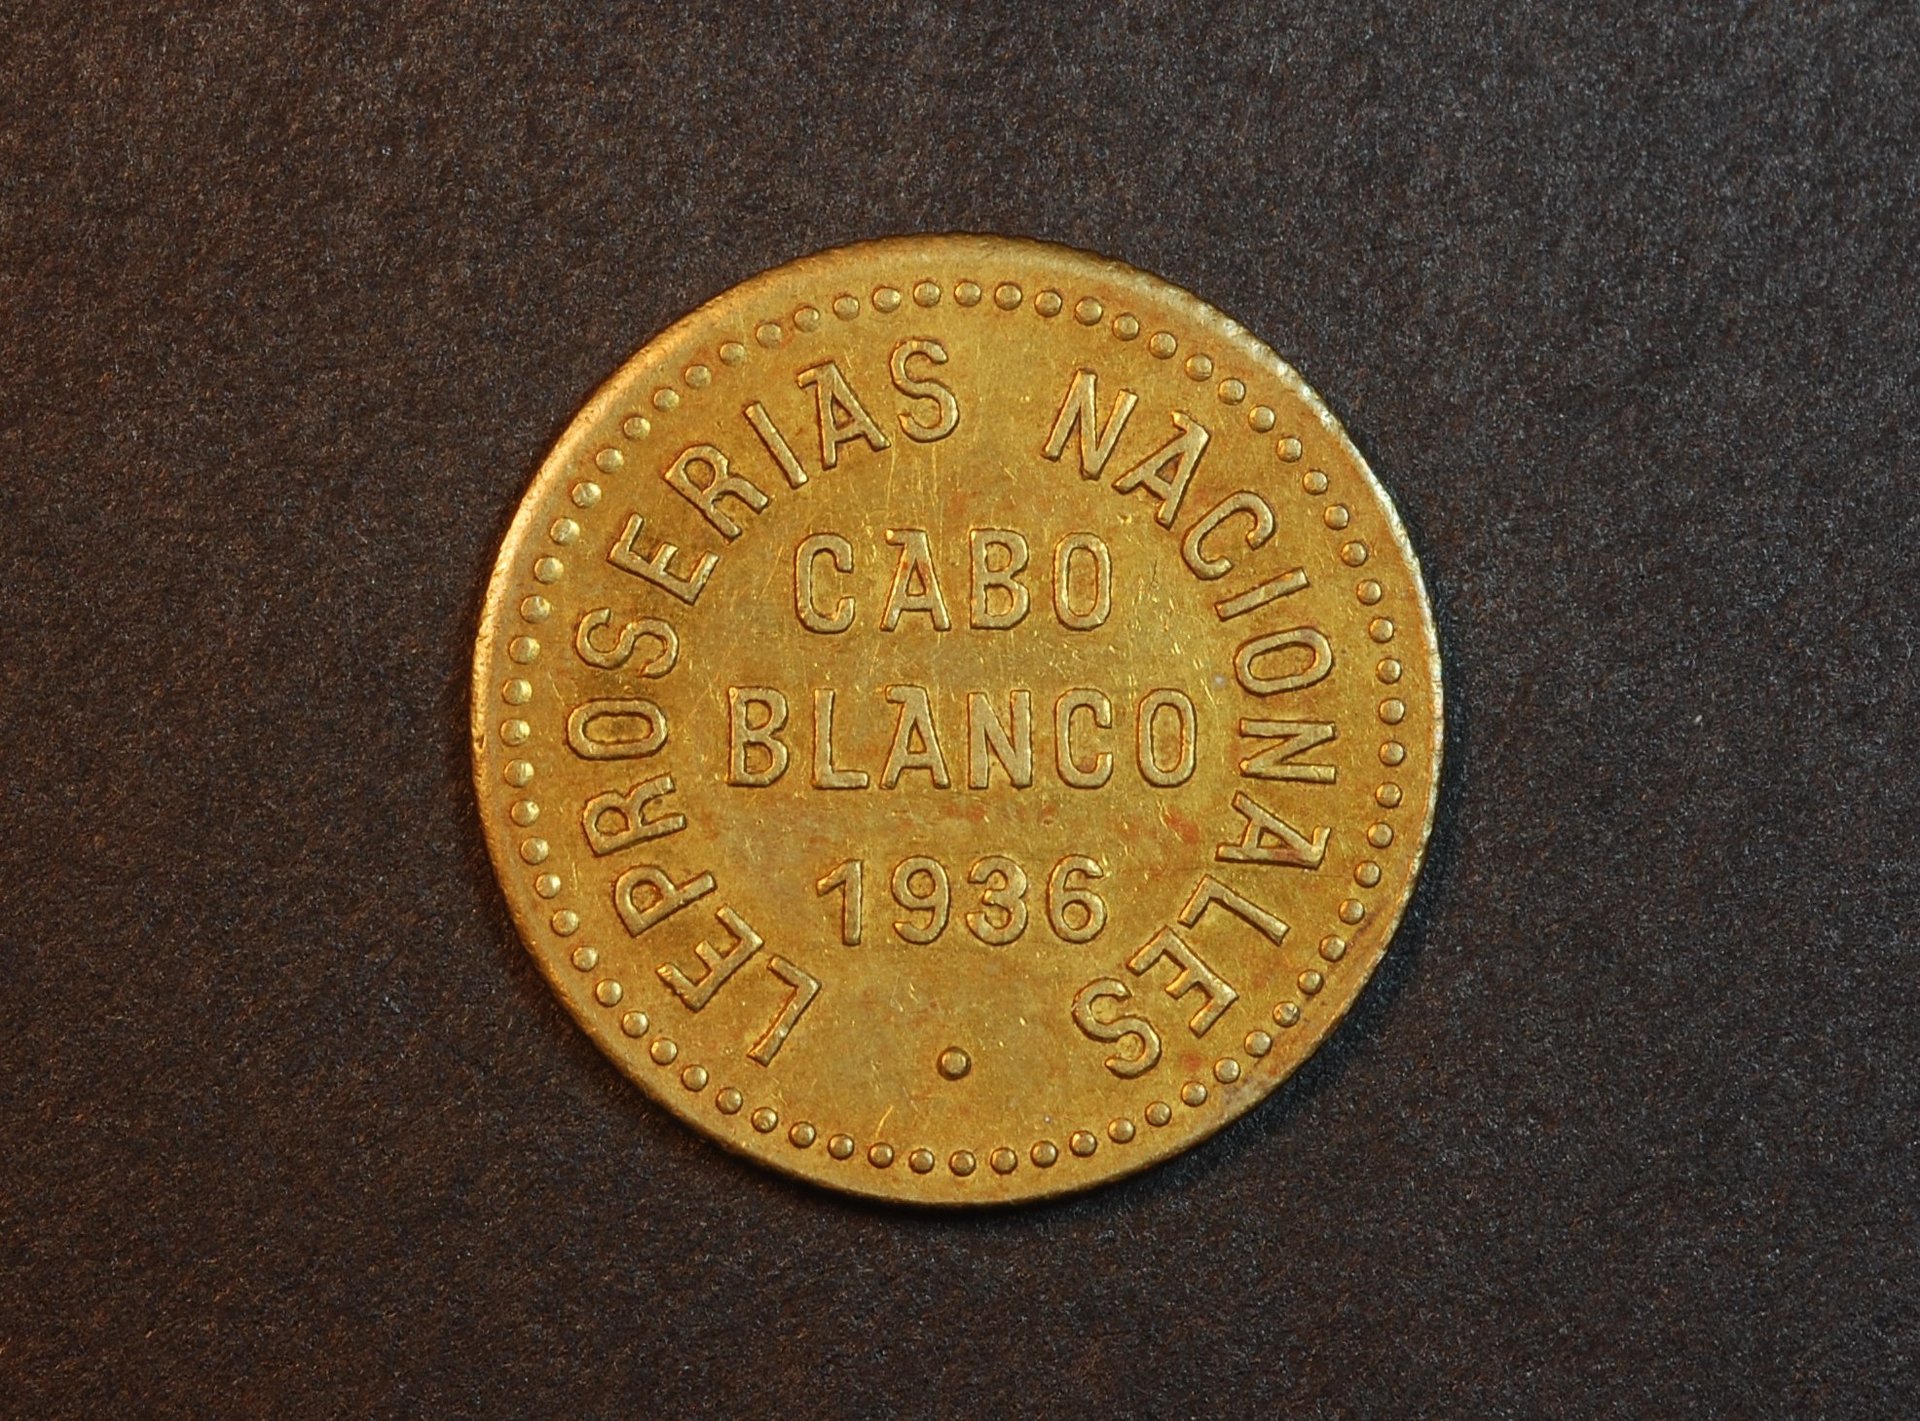 LEPROSERIAS NACIONALES
CABO
BLANCO
1936